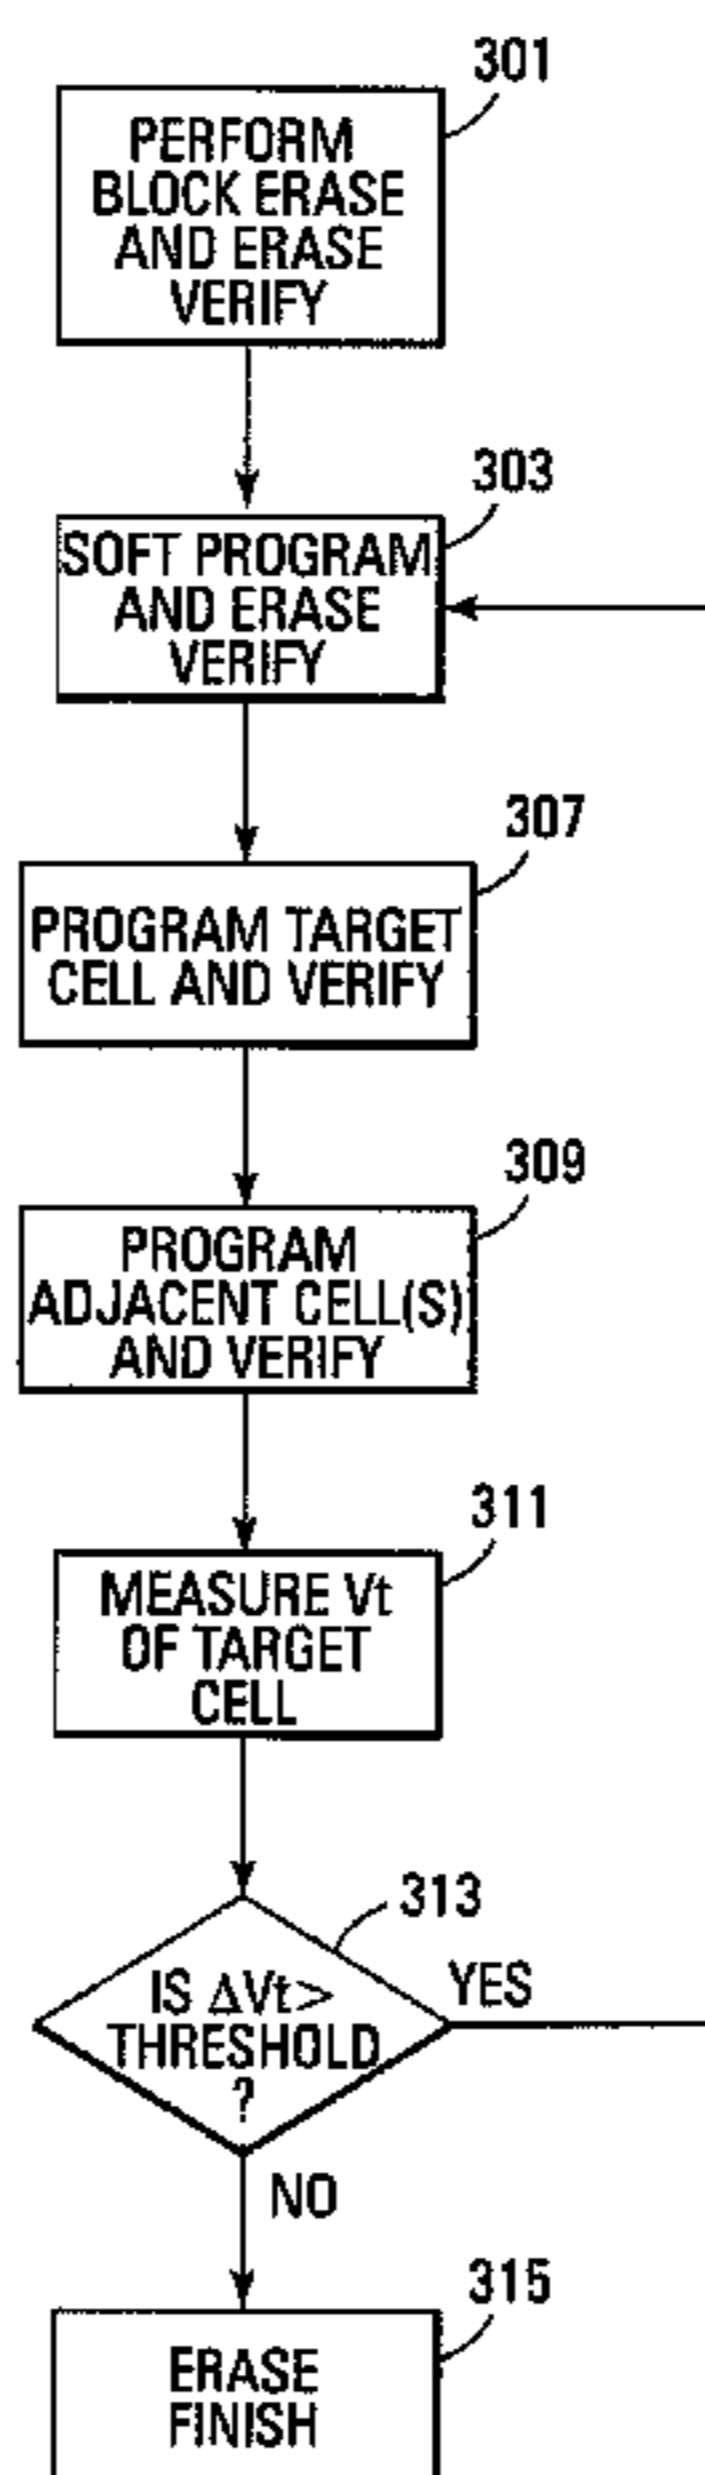 301
PERFORM
BLOCK ERASE
AND ERASE
VERIFY
303
SOFT PROGRAM
AND ERASE
VERIFY
307
PROGRAM TARGET
CELL AND VERIFY
309
PROGRAM
ADJACENT CELL(S)
AND VERIFY
311
MEASURE Vt
OF TARGET
CELL
313
IS ΔVt>
THRESHOLD
?
YES
NO
315
ERASE
FINISH